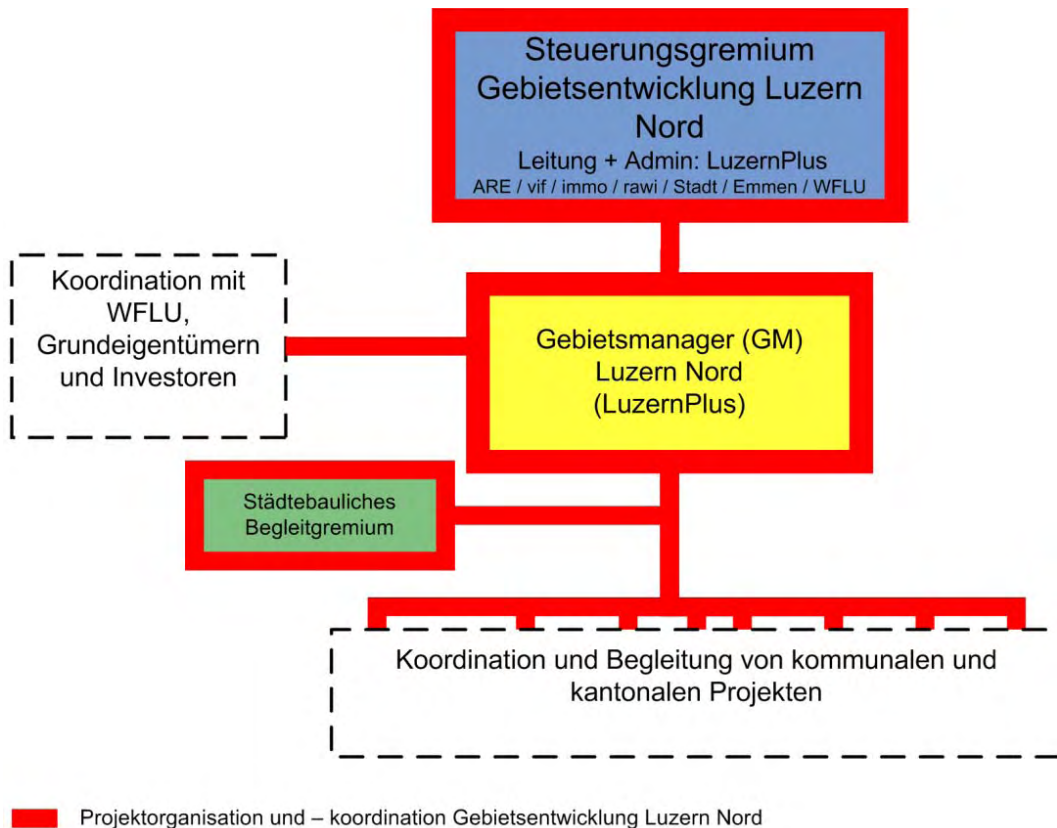 Steuerungsgremium
Gebietsentwicklung Luzern
Nord
Leitung + Admin: LuzernPlus
ARE / vif / immo / rawi / Stadt / Emmen / WFLU
Koordination mit
WFLU,
Grundeigentümern
und Investoren
Gebietsmanager (GM)
Luzern Nord
(LuzernPlus)
Städtebauliches
Begleitgremium
Koordination und Begleitung von kommunalen und
kantonalen Projekten
Projektorganisation und – koordination Gebietsentwicklung Luzern Nord